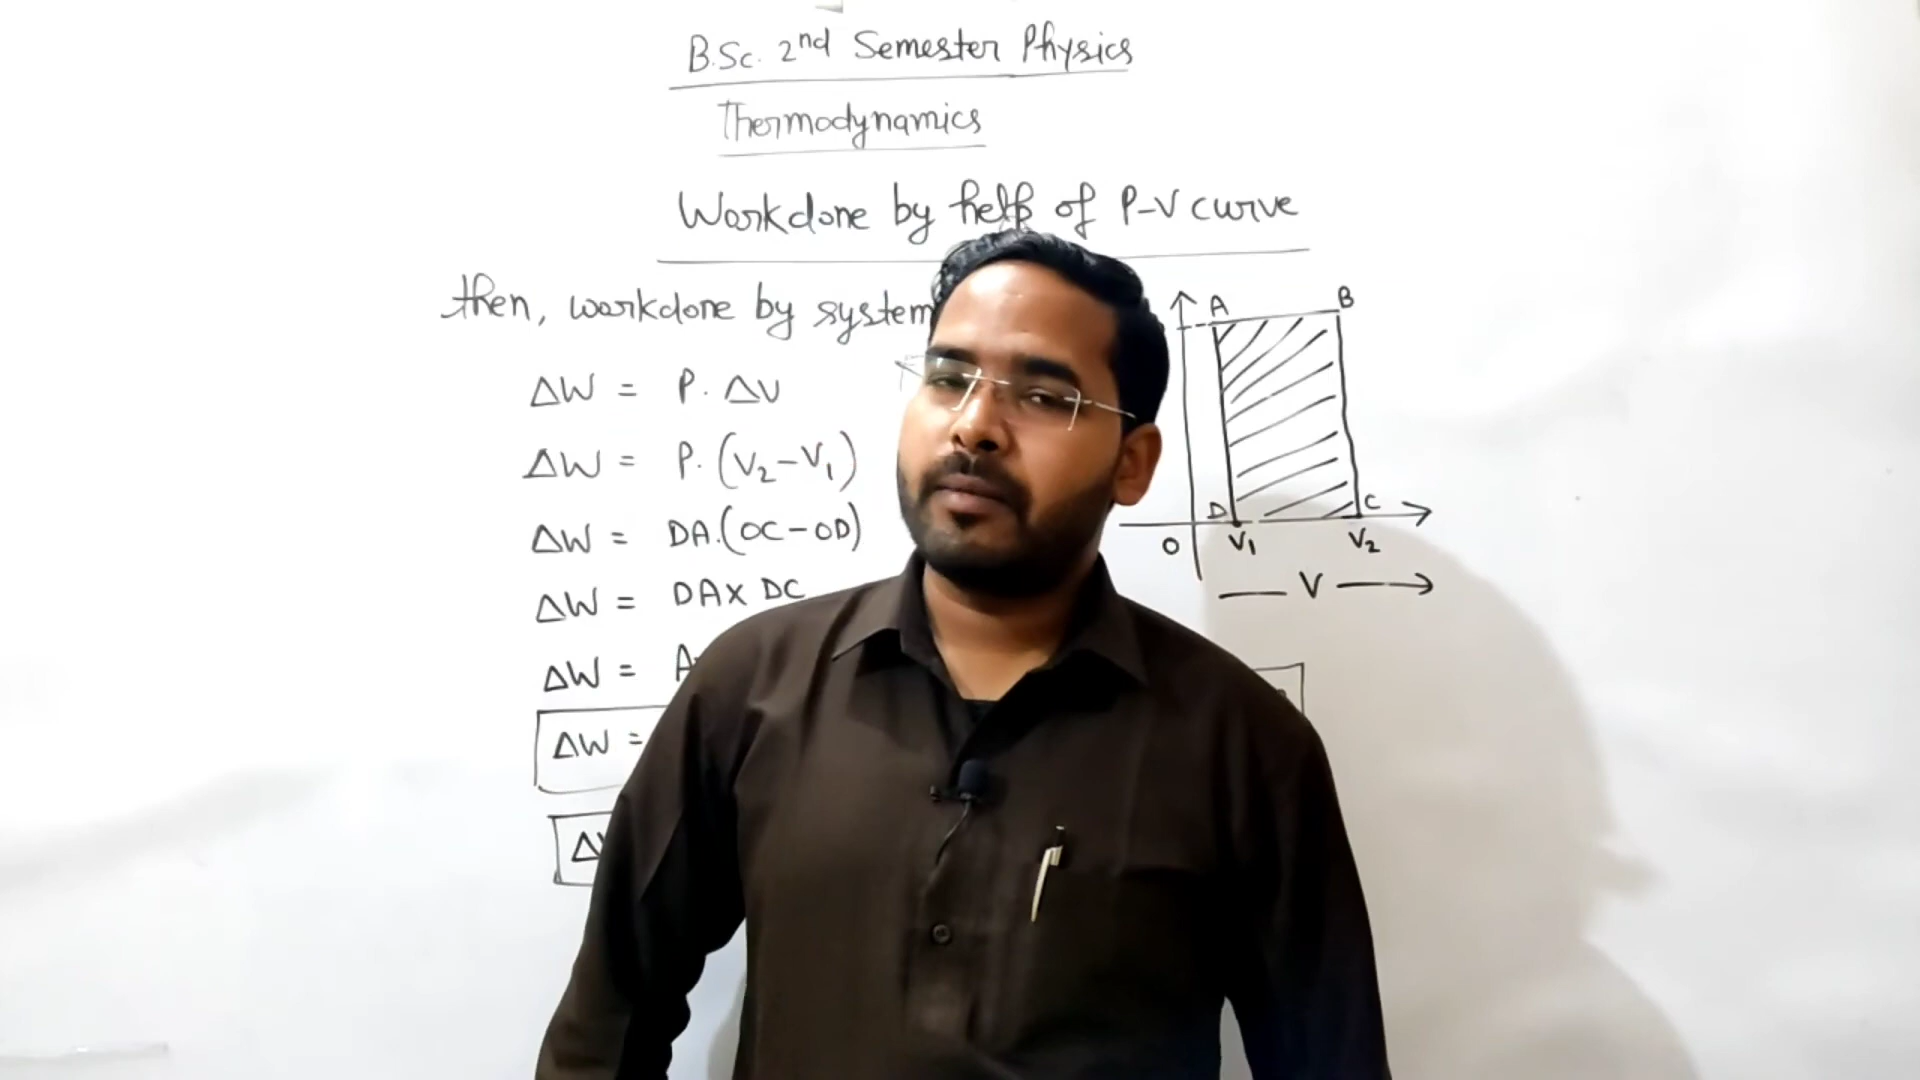 B.Sc. 2nd Semester Physics
Thermodynamics
Workdone by help of P-V curve
then, workdone by system
ΔW = P. ΔV
ΔW = P. (V₂-V₁)
ΔW = DA.(OC-OD)
ΔW = DA x DC
ΔW = A
ΔW =
Δ
A B
D C
O V₁ V₂
V